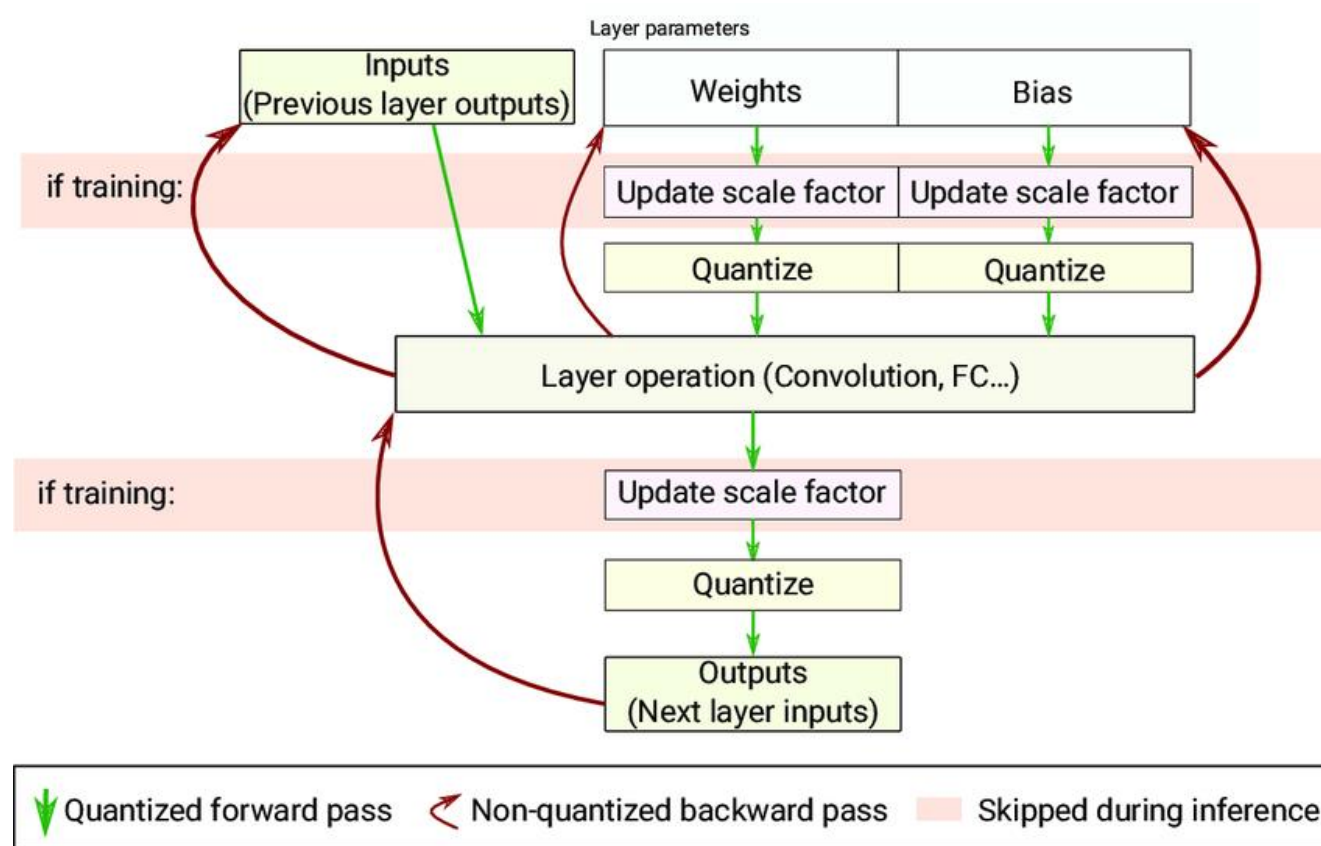 Layer parameters
Inputs
(Previous layer outputs)
Weights
Bias
if training:
Update scale factor
Update scale factor
Quantize
Quantize
Layer operation (Convolution, FC...)
if training:
Update scale factor
Quantize
Outputs
(Next layer inputs)
Quantized forward pass
Non-quantized backward pass
Skipped during inference